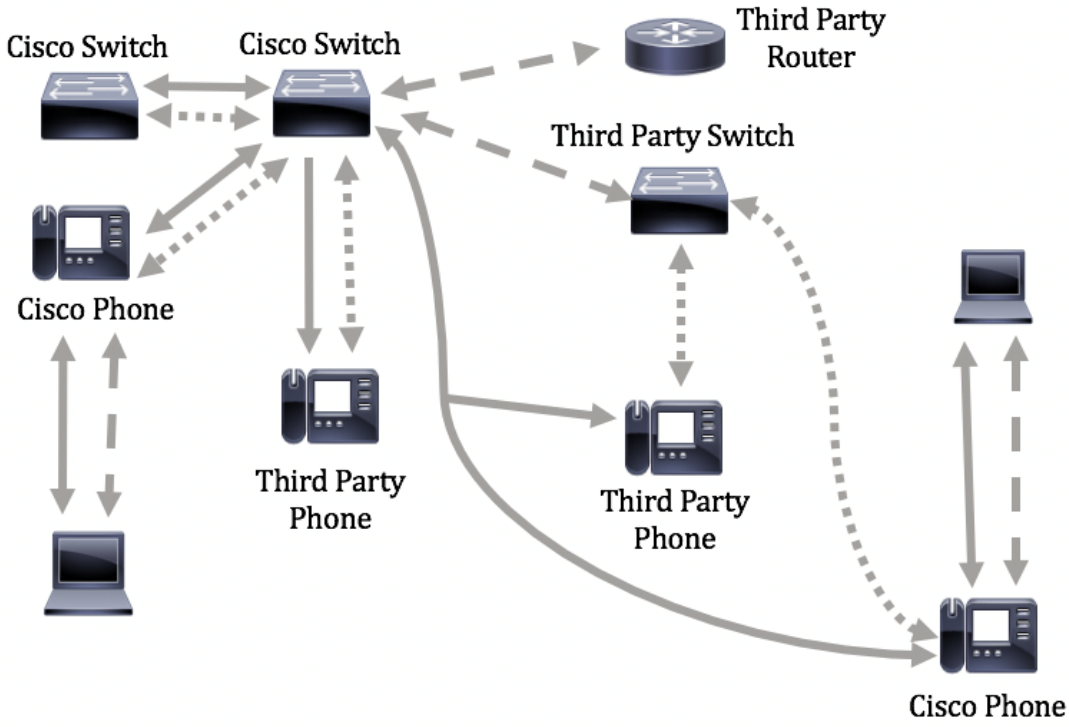 Cisco Switch
Cisco Switch
Third Party
Router
Third Party Switch
Cisco Phone
Third Party
Phone
Third Party
Phone
Cisco Phone